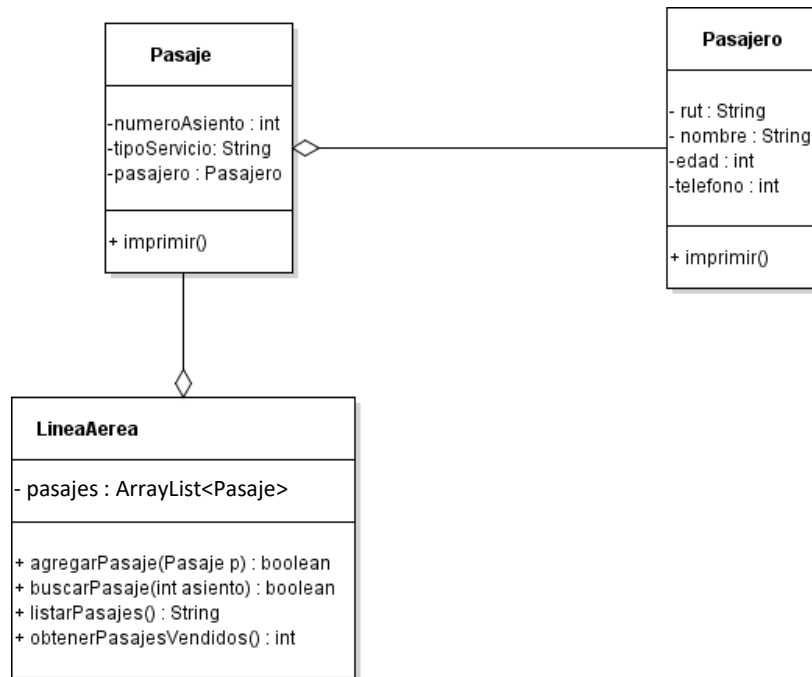 Pasaje
-numeroAsiento : int
-tipoServicio: String
-pasajero : Pasajero
+ imprimir()
Pasajero
- rut : String
- nombre : String
-edad : int
-telefono : int
+ imprimir()
LineaAerea
- pasajes : ArrayList<Pasaje>
+ agregarPasaje(Pasaje p) : boolean
+ buscarPasaje(int asiento) : boolean
+ listarPasajes() : String
+ obtenerPasajesVendidos() : int